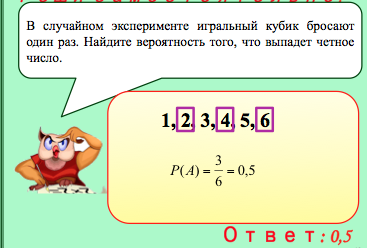 В случайном эксперименте игральный кубик бросают
один раз. Найдите вероятность того, что выпадет четное
число.
1, 2, 3, 4, 5, 6
P(A) = 3/6 = 0,5
Ответ: 0,5